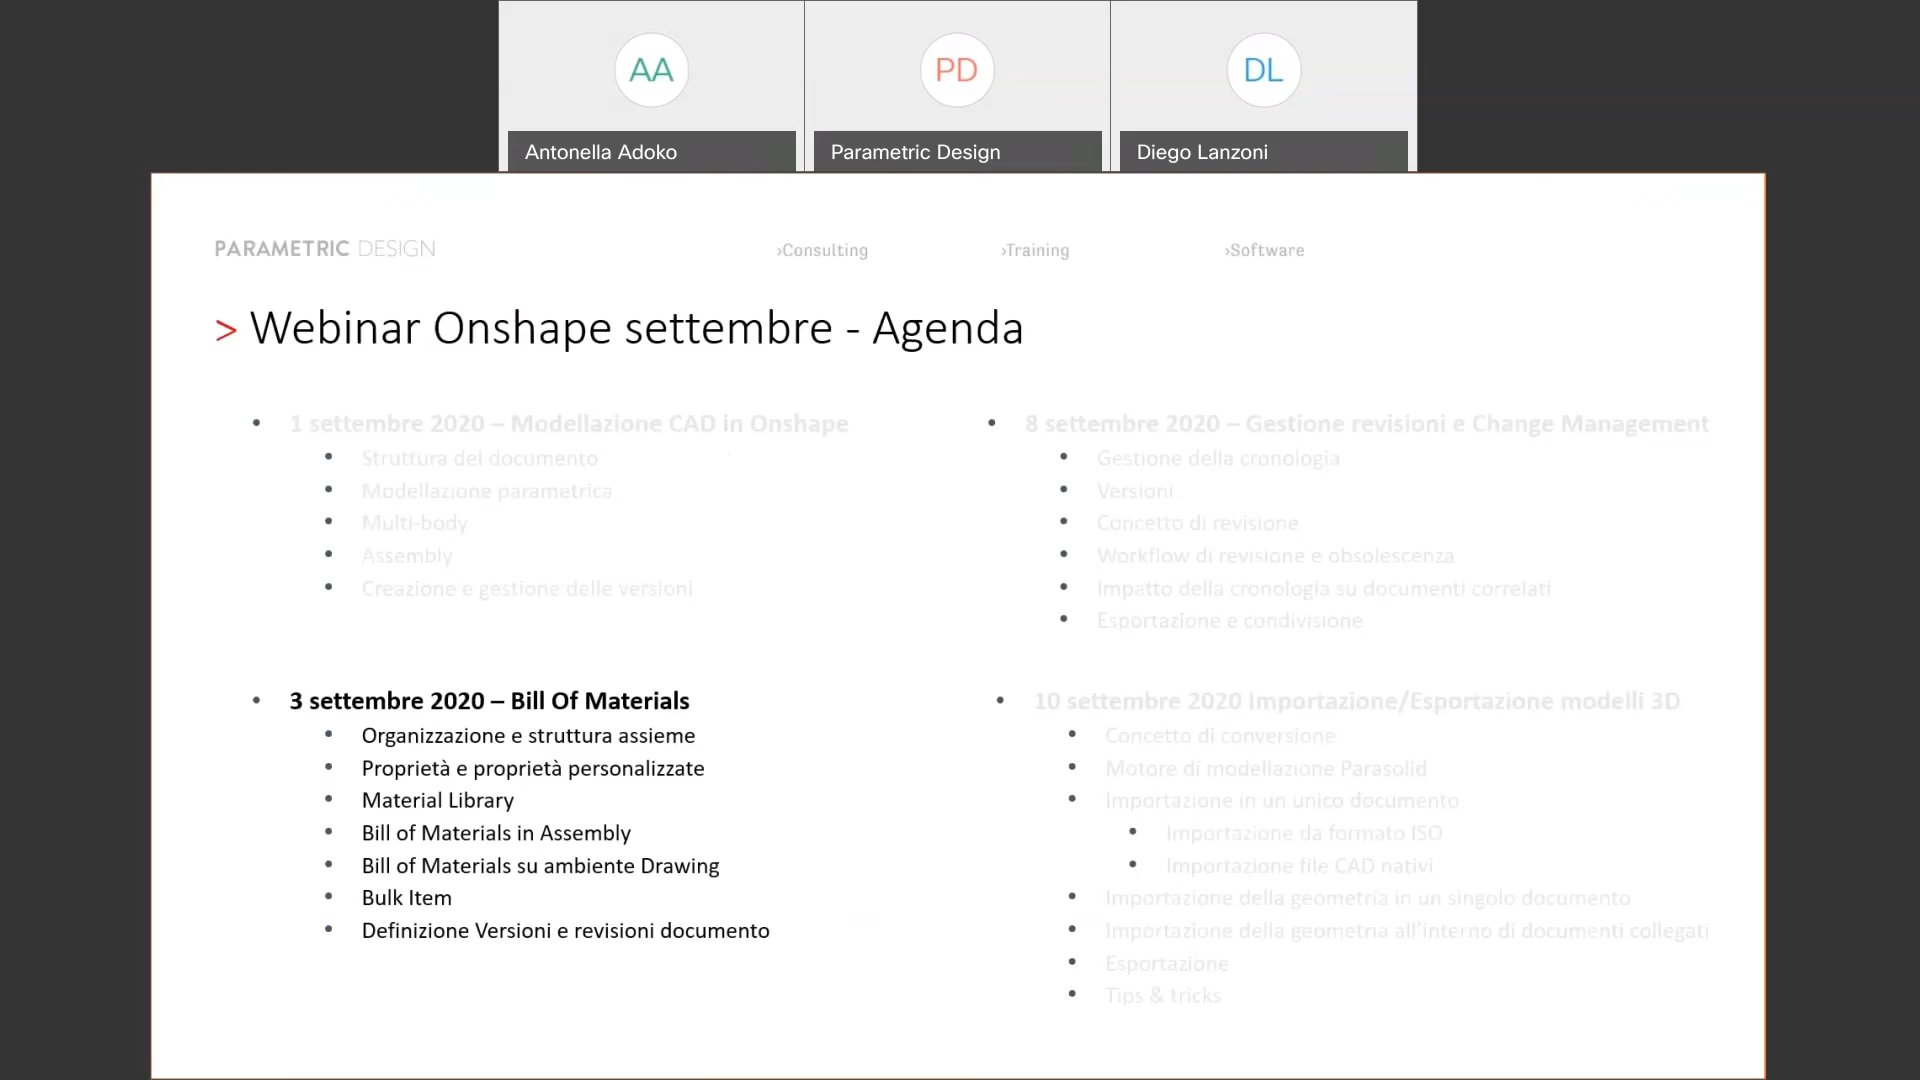 AA
PD
DL
Antonella Adoko
Parametric Design
Diego Lanzoni
PARAMETRIC DESIGN
›Consulting
›Training
›Software
> Webinar Onshape settembre - Agenda
• 1 settembre 2020 – Modellazione CAD in Onshape
• Struttura del documento
• Modellazione parametrica
• Multi-body
• Assembly
• Creazione e gestione delle versioni
• 3 settembre 2020 – Bill Of Materials
• Organizzazione e struttura assieme
• Proprietà e proprietà personalizzate
• Material Library
• Bill of Materials in Assembly
• Bill of Materials su ambiente Drawing
• Bulk Item
• Definizione Versioni e revisioni documento
• 8 settembre 2020 – Gestione revisioni e Change Management
• Gestione della cronologia
• Versioni
• Concetto di revisione
• Workflow di revisione e obsolescenza
• Impatto della cronologia su documenti correlati
• Esportazione e condivisione
• 10 settembre 2020 Importazione/Esportazione modelli 3D
• Concetto di conversione
• Motore di modellazione Parasolid
• Importazione in un unico documento
• Importazione da formato ISO
• Importazione file CAD nativi
• Importazione della geometria in un singolo documento
• Importazione della geometria all'interno di documenti collegati
• Esportazione
• Tips & tricks